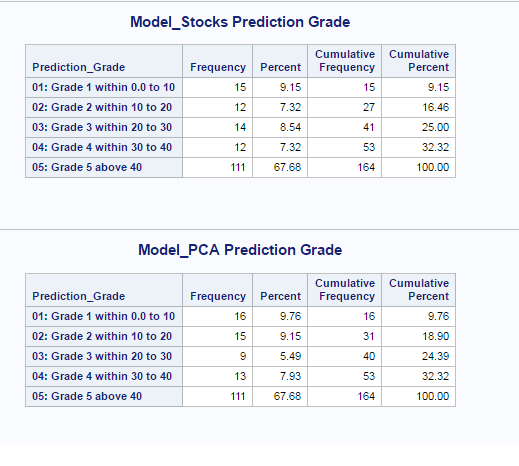 Model_Stocks Prediction Grade
Cumulative Cumulative
Prediction_Grade Frequency Percent Frequency Percent
01: Grade 1 within 0.0 to 10 15 9.15 15 9.15
02: Grade 2 within 10 to 20 12 7.32 27 16.46
03: Grade 3 within 20 to 30 14 8.54 41 25.00
04: Grade 4 within 30 to 40 12 7.32 53 32.32
05: Grade 5 above 40 111 67.68 164 100.00
Model_PCA Prediction Grade
Cumulative Cumulative
Prediction_Grade Frequency Percent Frequency Percent
01: Grade 1 within 0.0 to 10 16 9.76 16 9.76
02: Grade 2 within 10 to 20 15 9.15 31 18.90
03: Grade 3 within 20 to 30 9 5.49 40 24.39
04: Grade 4 within 30 to 40 13 7.93 53 32.32
05: Grade 5 above 40 111 67.68 164 100.00